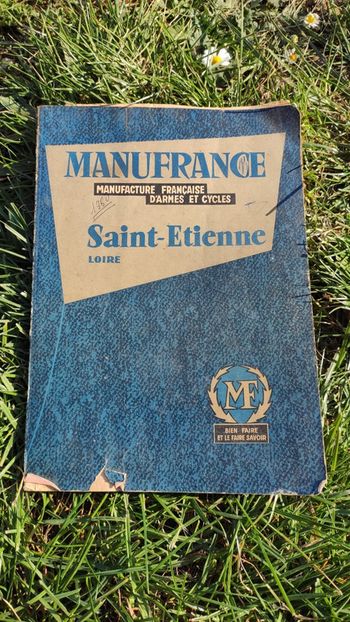 MANUFRANCE
MANUFACTURE FRANÇAISE
D'ARMES ET CYCLES
Saint-Etienne
LOIRE
MF
BIEN FAIRE
ET LE FAIRE SAVOIR